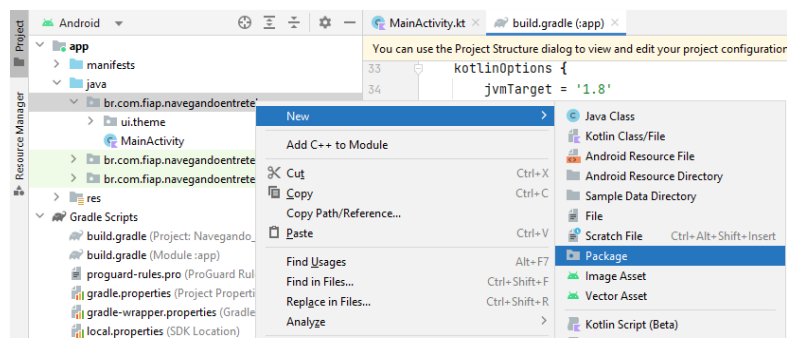 Project
Resource Manager
Android
app
manifests
java
br.com.fiap.navegandoentrete
ui.theme
MainActivity
br.com.fiap.navegandoentrete
br.com.fiap.navegandoentrete
res
Gradle Scripts
build.gradle (Project: Navegando_
build.gradle (Module :app)
proguard-rules.pro (ProGuard Rul
gradle.properties (Project Properti
gradle-wrapper.properties (Gradle
local.properties (SDK Location)
MainActivity.kt
build.gradle (:app)
You can use the Project Structure dialog to view and edit your project configuration
33 kotlinOptions {
34 jvmTarget = '1.8'
New
Add C++ to Module
Cut Ctrl+X
Copy Ctrl+C
Copy Path/Reference...
Paste Ctrl+V
Find Usages Alt+F7
Find in Files... Ctrl+Shift+F
Replace in Files... Ctrl+Shift+R
Analyze
Java Class
Kotlin Class/File
Android Resource File
Android Resource Directory
Sample Data Directory
File
Scratch File Ctrl+Alt+Shift+Insert
Package
Image Asset
Vector Asset
Kotlin Script (Beta)